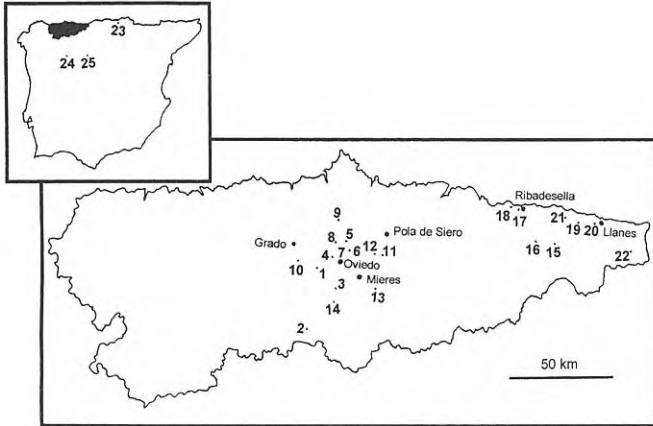 23
24 25
Ribadesella
18 17
21
19 20 Llanes
16 15
22
9
Pola de Siero
5
8
Grado
12
7 6 11
4
Oviedo
10
1
Mieres
3
13
14
2
50 km